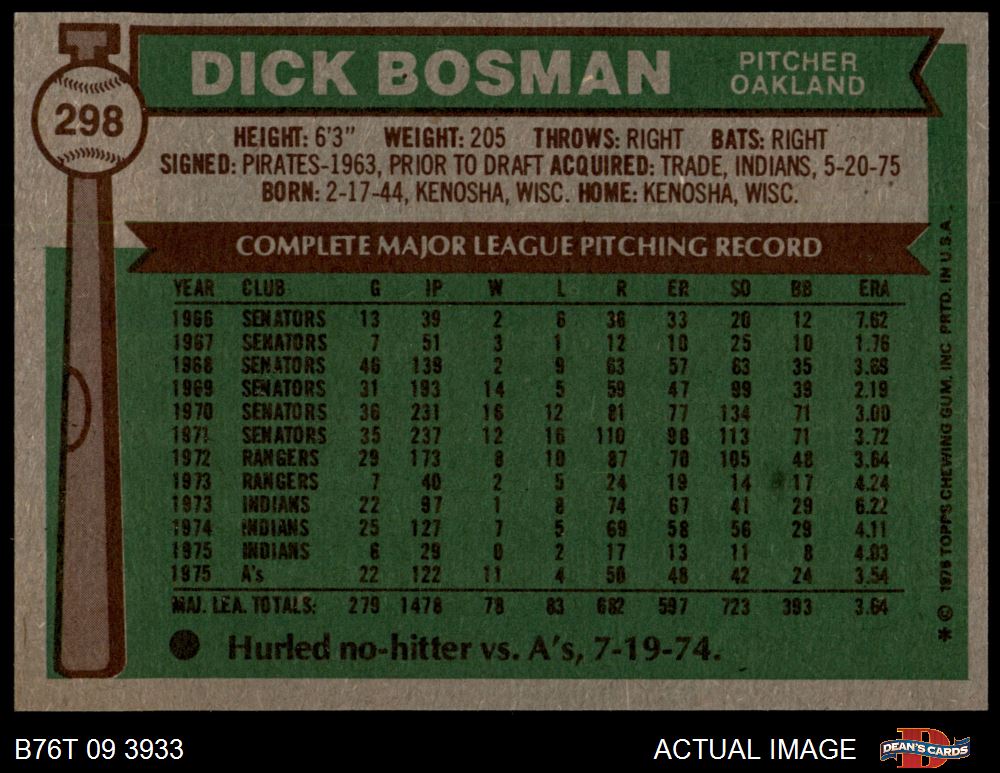 DICK BOSMAN
PITCHER
OAKLAND
298
HEIGHT: 6'3" WEIGHT: 205 THROWS: RIGHT BATS: RIGHT
SIGNED: PIRATES-1963, PRIOR TO DRAFT ACQUIRED: TRADE, INDIANS, 5-20-75
BORN: 2-17-44, KENOSHA, WISC. HOME: KENOSHA, WISC.
COMPLETE MAJOR LEAGUE PITCHING RECORD
YEAR CLUB G IP W L R ER SO BB ERA
1966 SENATORS 13 39 2 6 36 33 20 12 7.62
1967 SENATORS 7 51 3 1 12 10 25 10 1.76
1968 SENATORS 46 139 2 9 63 57 63 35 3.69
1969 SENATORS 31 193 14 5 59 47 99 39 2.19
1970 SENATORS 36 231 16 12 81 77 134 71 3.00
1971 SENATORS 35 237 12 16 110 98 113 71 3.72
1972 RANGERS 29 173 8 10 87 70 105 48 3.64
1973 RANGERS 7 40 2 5 24 19 14 17 4.24
1973 INDIANS 22 97 1 8 74 67 41 29 6.22
1974 INDIANS 25 127 7 5 69 58 56 29 4.11
1975 INDIANS 6 29 0 2 17 13 11 8 4.03
1975 A's 22 122 11 4 50 48 42 24 3.54
MAJ. LEA. TOTALS: 279 1478 78 83 682 597 723 393 3.64
Hurled no-hitter vs. A's, 7-19-74.
* © 1976 TOPPS CHEWING GUM, INC. PRTD. IN U.S.A.
B76T 09 3933
ACTUAL IMAGE
DEAN'S CARDS